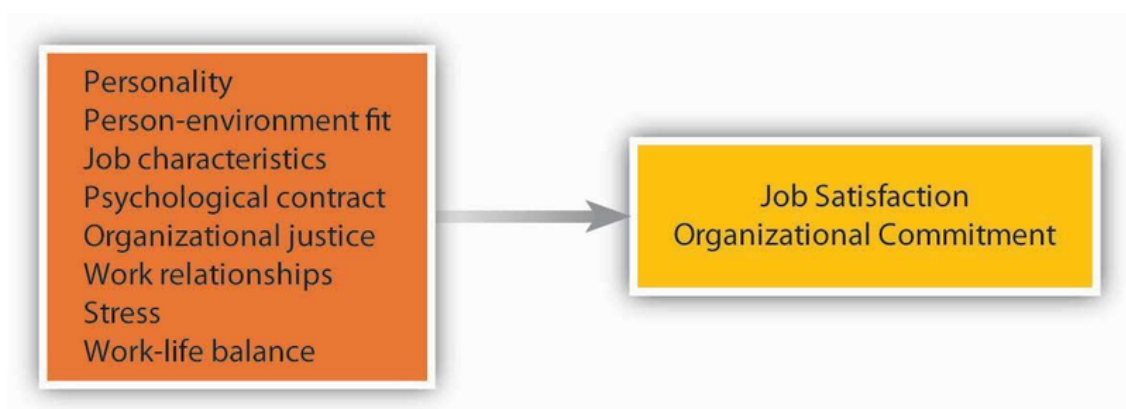 Personality
Person-environment fit
Job characteristics
Psychological contract
Organizational justice
Work relationships
Stress
Work-life balance
Job Satisfaction
Organizational Commitment